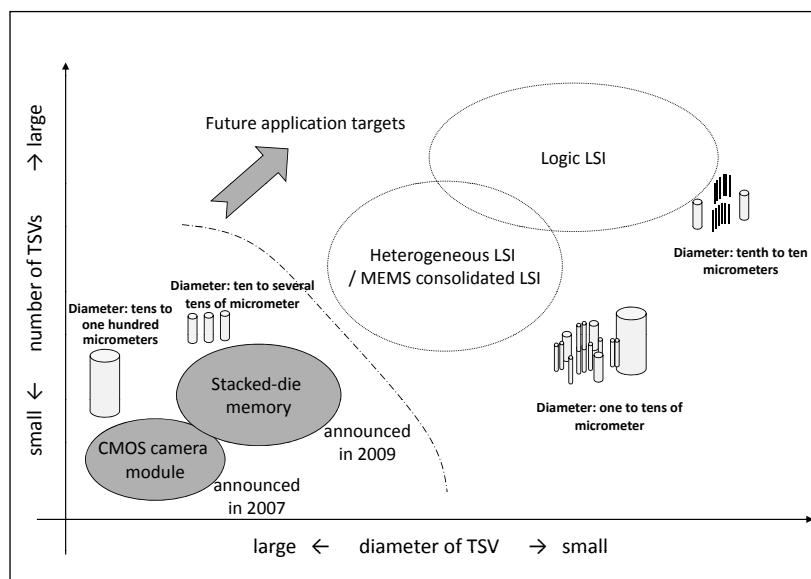 Future application targets
Logic LSI
Diameter: tenth to ten
micrometers
Heterogeneous LSI
/ MEMS consolidated LSI
Diameter: ten to several
tens of micrometer
Diameter: tens to
one hundred
micrometers
Stacked-die
memory
announced
in 2009
CMOS camera
module
announced
in 2007
Diameter: one to tens of
micrometer
small ← number of TSVs → large
large ← diameter of TSV → small